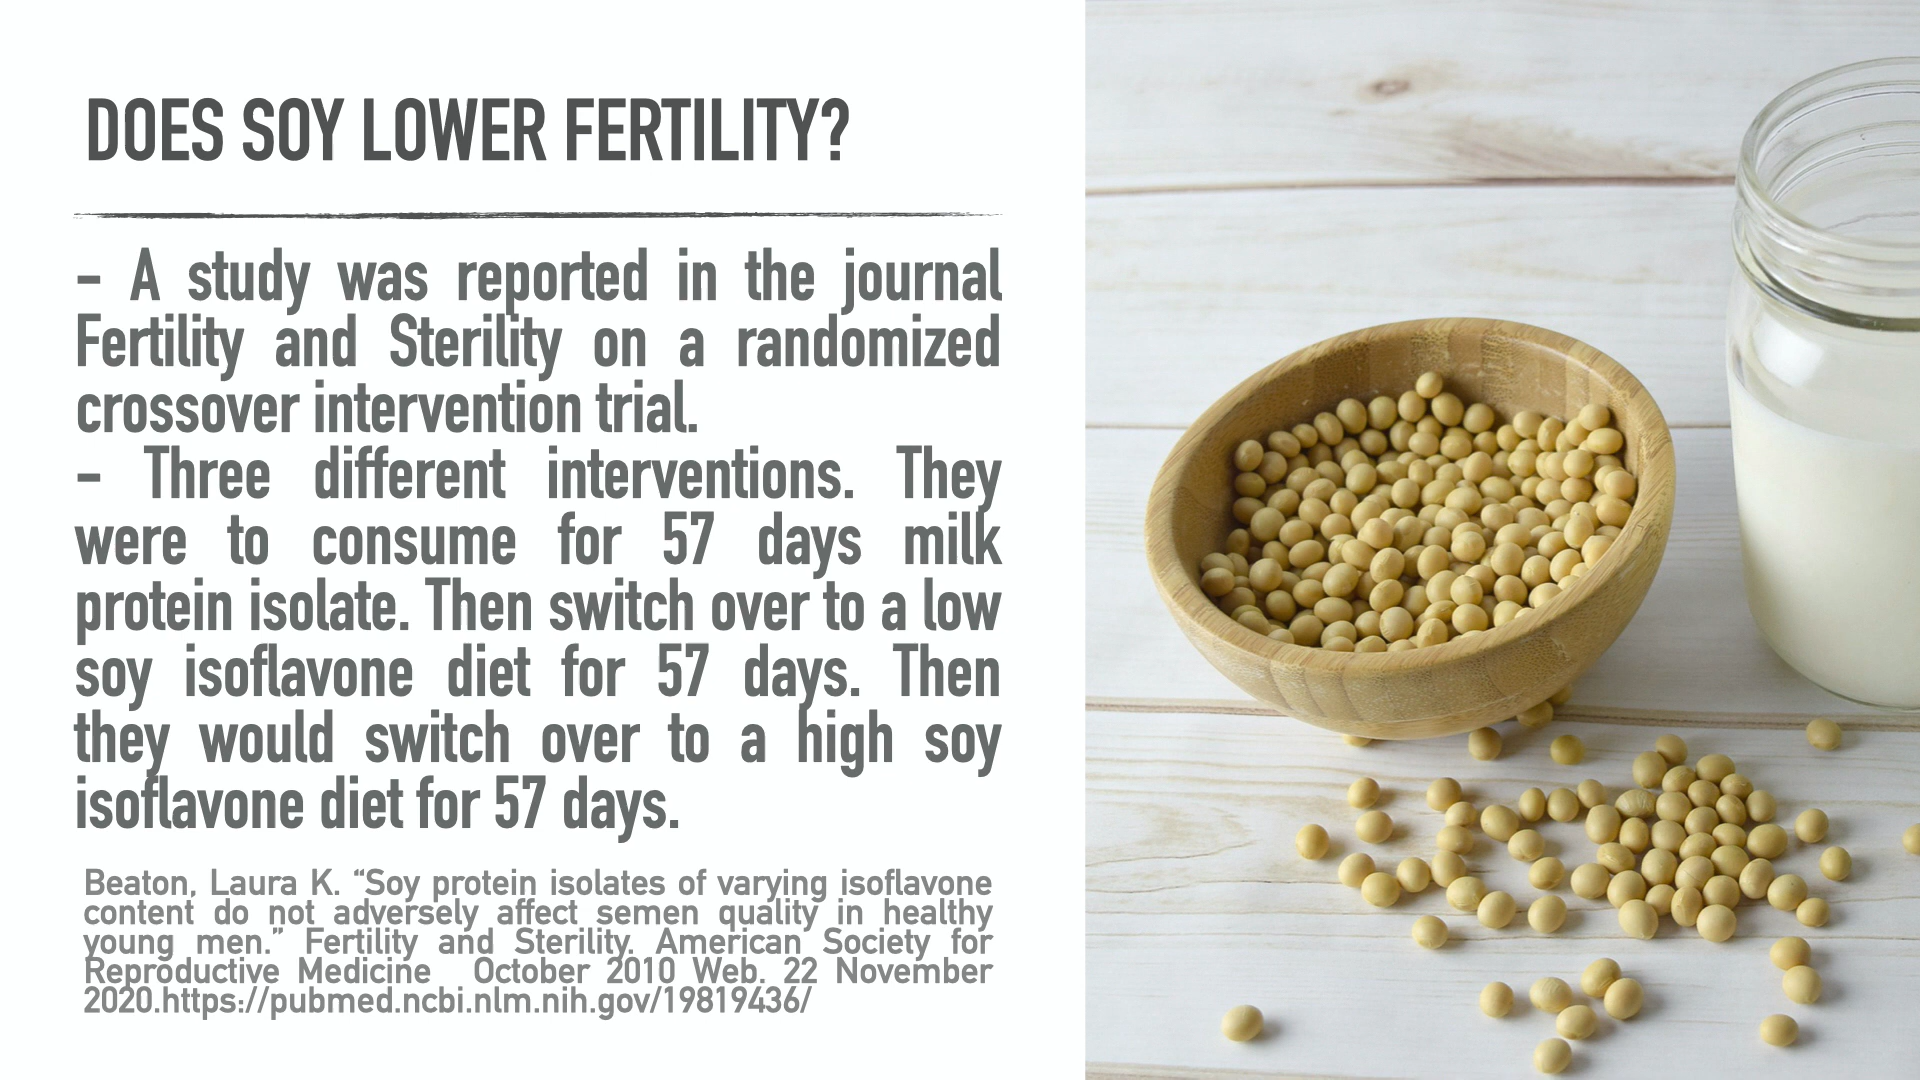 DOES SOY LOWER FERTILITY?
- A study was reported in the journal
Fertility and Sterility on a randomized
crossover intervention trial.
- Three different interventions. They
were to consume for 57 days milk
protein isolate. Then switch over to a low
soy isoflavone diet for 57 days. Then
they would switch over to a high soy
isoflavone diet for 57 days.
Beaton, Laura K. “Soy protein isolates of varying isoflavone
content do not adversely affect semen quality in healthy
young men.” Fertility and Sterility. American Society for
Reproductive Medicine October 2010 Web. 22 November
2020.https://pubmed.ncbi.nlm.nih.gov/19819436/